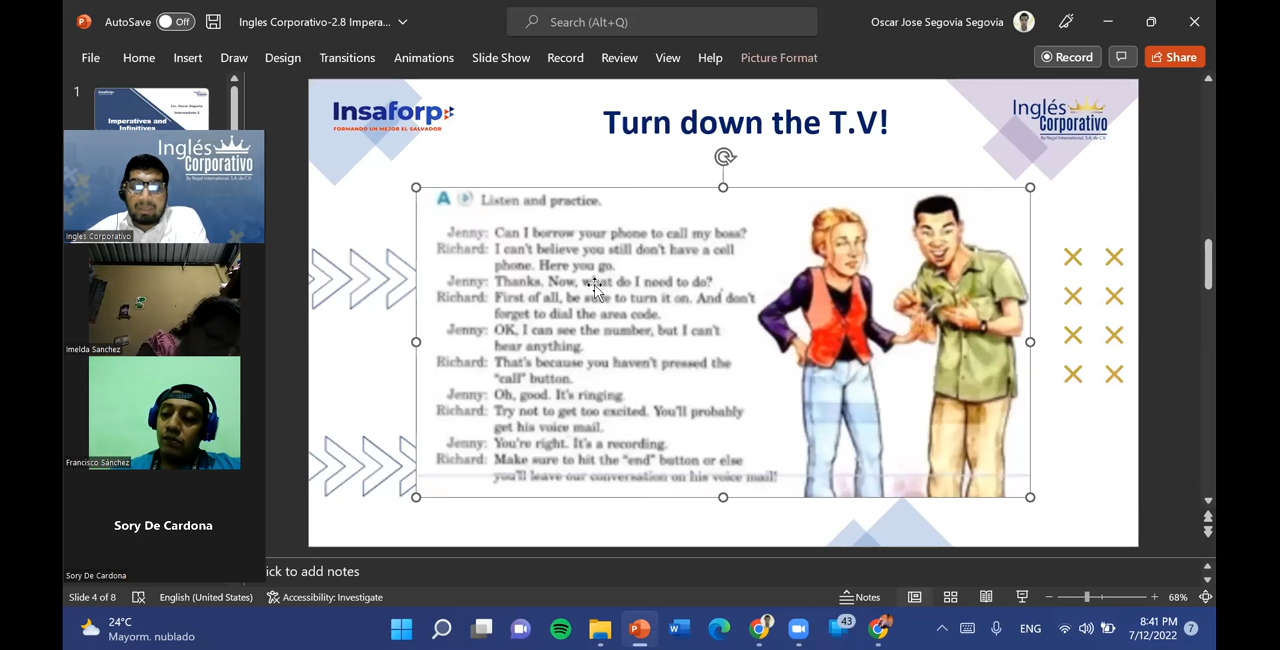 AutoSave Off Ingles Corporativo-2.8 Impera... Search (Alt+Q) Oscar Jose Segovia Segovia
File Home Insert Draw Design Transitions Animations Slide Show Record Review View Help Picture Format Record Share
1
Imperatives and
Infinitives
Inglés
Corporativo
Ingles Corporativo
Imelda Sanchez
Francisco Sánchez
Sory De Cardona
Sory De Cardona
Insaforp
FORMANDO UN MEJOR EL SALVADOR
Turn down the T.V!
Inglés
Corporativo
By Regal International, S.A. de C.V.
A Listen and practice.
Jenny: Can I borrow your phone to call my boss?
Richard: I can't believe you still don't have a cell
phone. Here you go.
Jenny: Thanks. Now, what do I need to do?
Richard: First of all, be sure to turn it on. And don't
forget to dial the area code.
Jenny: OK, I can see the number, but I can't
hear anything.
Richard: That's because you haven't pressed the
"call" button.
Jenny: Oh, good. It's ringing.
Richard: Try not to get too excited. You'll probably
get his voice mail.
Jenny: You're right. It's a recording.
Richard: Make sure to hit the "end" button or else
you'll leave our conversation on his voice mail!
ick to add notes
Slide 4 of 8 English (United States) Accessibility: Investigate Notes 68%
24°C
Mayorm. nublado
43
ENG
8:41 PM
7/12/2022
7